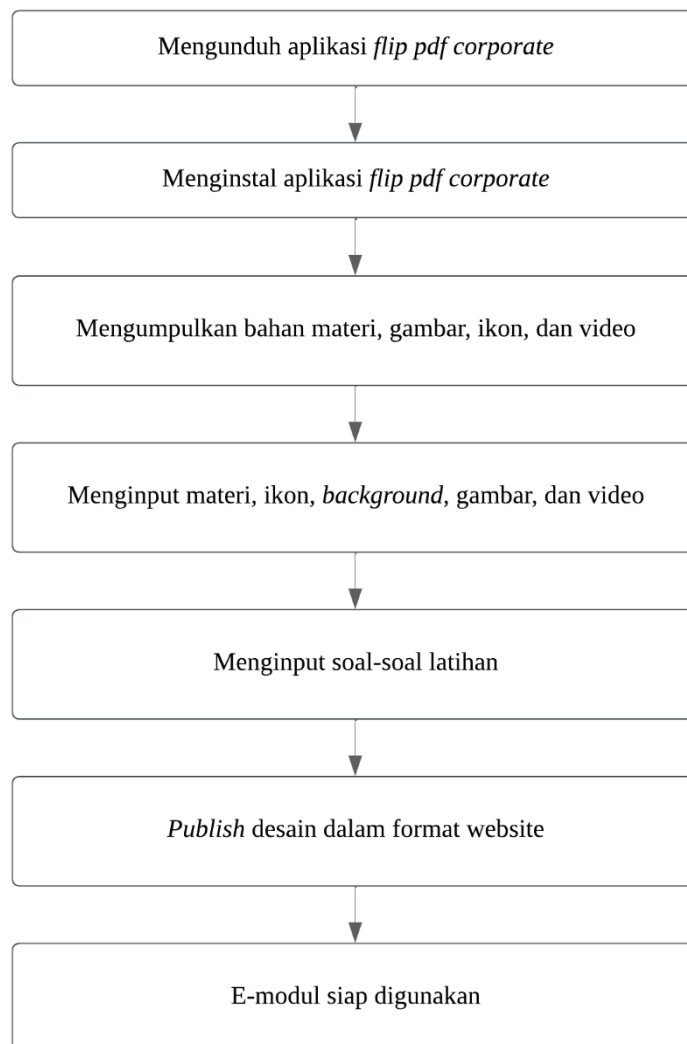 Mengunduh aplikasi flip pdf corporate
Menginstal aplikasi flip pdf corporate
Mengumpulkan bahan materi, gambar, ikon, dan video
Menginput materi, ikon, background, gambar, dan video
Menginput soal-soal latihan
Publish desain dalam format website
E-modul siap digunakan